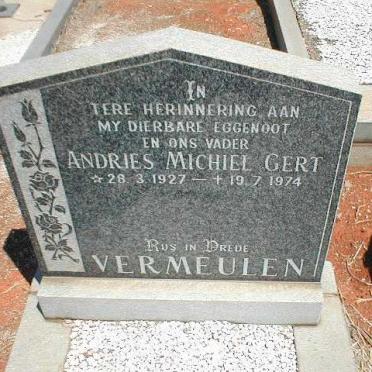 IN
TERE HERINNERING AAN
MY DIERBARE EGGENOOT
EN ONS VADER
ANDRIES MICHIEL GERT
* 28.3.1927 — † 19.7.1974
RUS IN VREDE
VERMEULEN